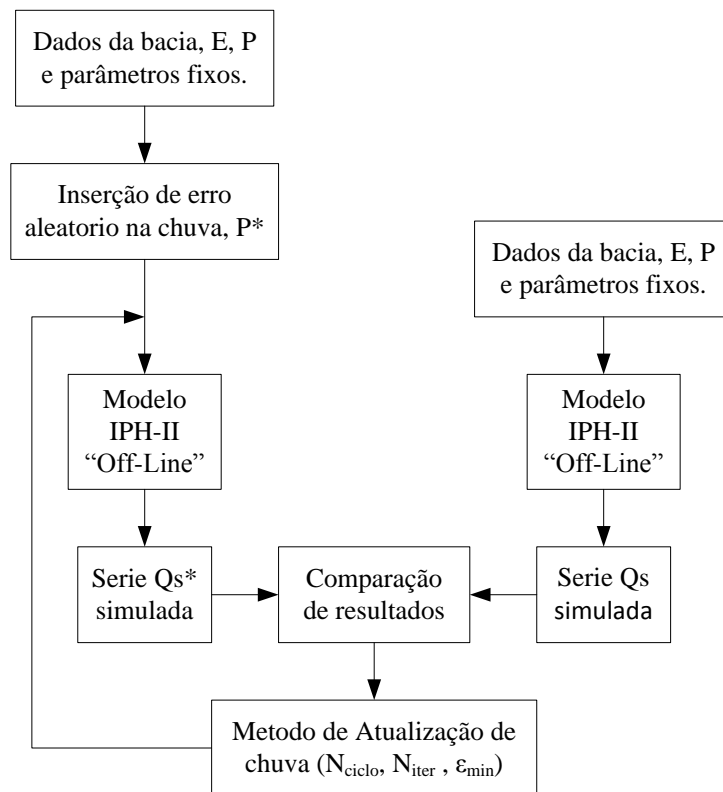 Dados da bacia, E, P
e parâmetros fixos.
Inserção de erro
aleatorio na chuva, P*
Dados da bacia, E, P
e parâmetros fixos.
Modelo
IPH-II
“Off-Line”
Modelo
IPH-II
“Off-Line”
Serie Qs*
simulada
Comparação
de resultados
Serie Qs
simulada
Metodo de Atualização de
chuva (Nciclo, Niter , εmin)